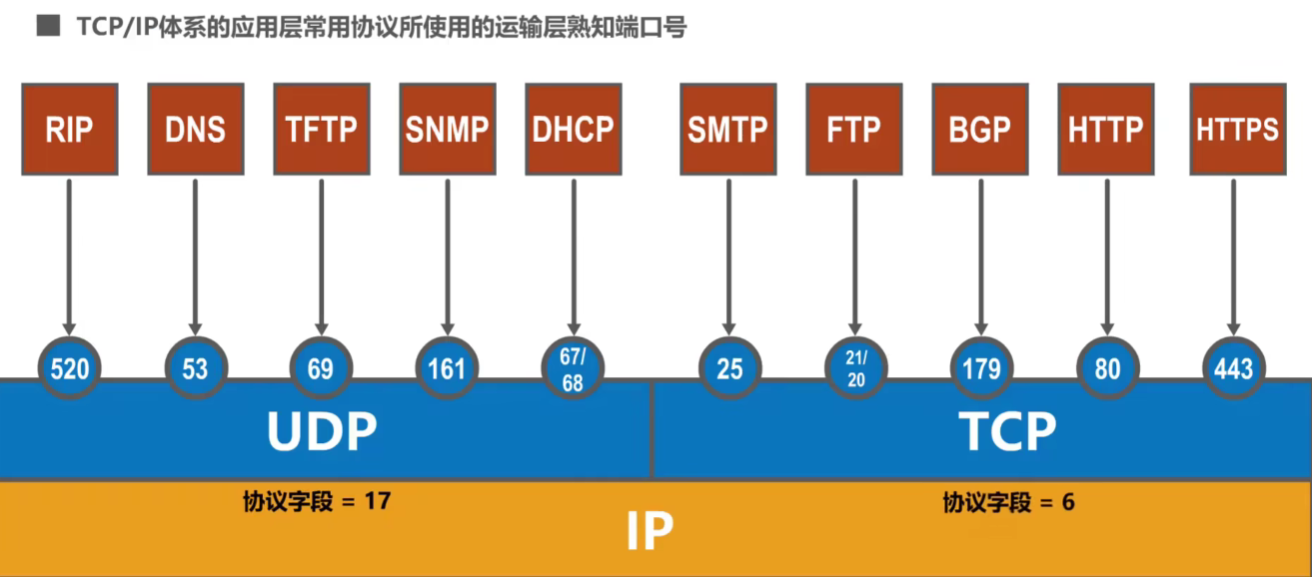 TCP/IP体系的应用层常用协议所使用的运输层熟知端口号
RIP DNS TFTP SNMP DHCP SMTP FTP BGP HTTP HTTPS
520 53 69 161 67/68 25 21/20 179 80 443
UDP TCP
协议字段 = 17 协议字段 = 6
IP